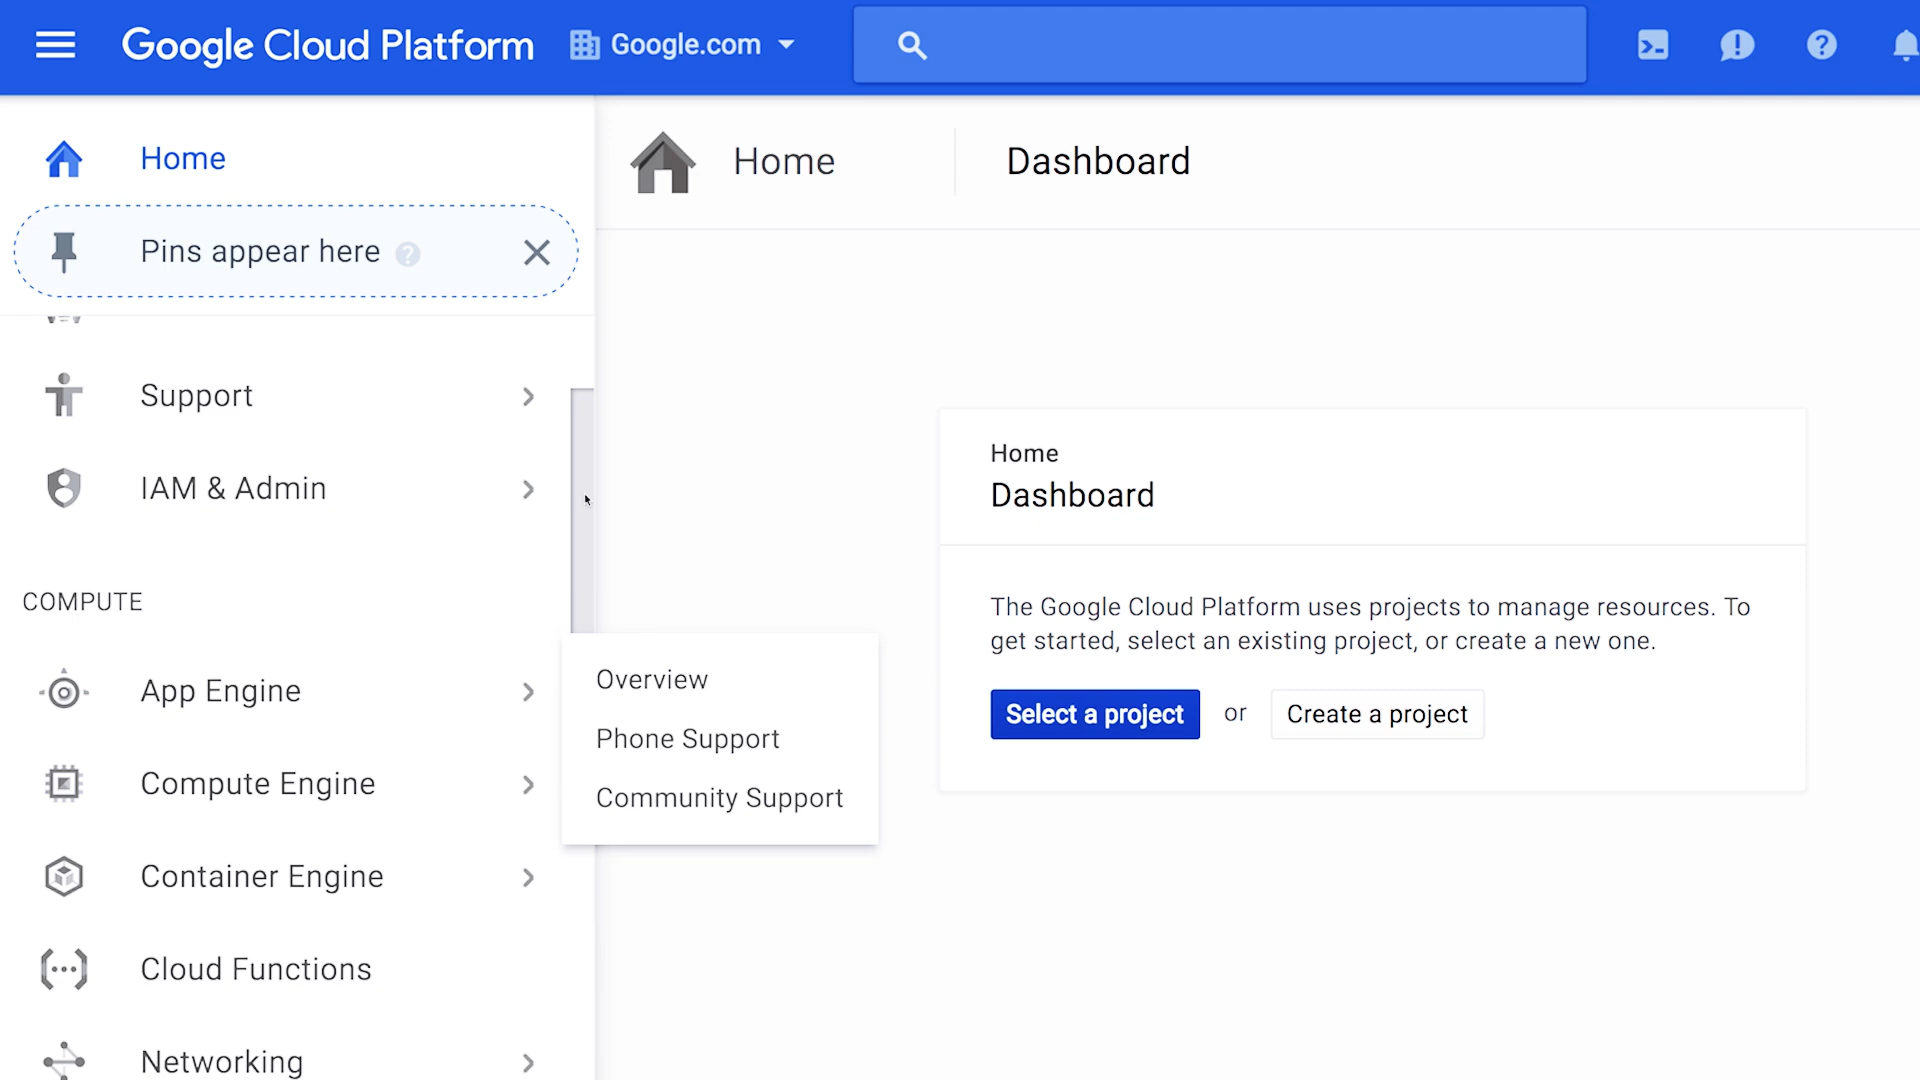 Google Cloud Platform
Google.com
Home
Pins appear here
Support
IAM & Admin
COMPUTE
App Engine
Compute Engine
Container Engine
Cloud Functions
Networking
Overview
Phone Support
Community Support
Home
Dashboard
Home
Dashboard
The Google Cloud Platform uses projects to manage resources. To
get started, select an existing project, or create a new one.
Select a project or Create a project